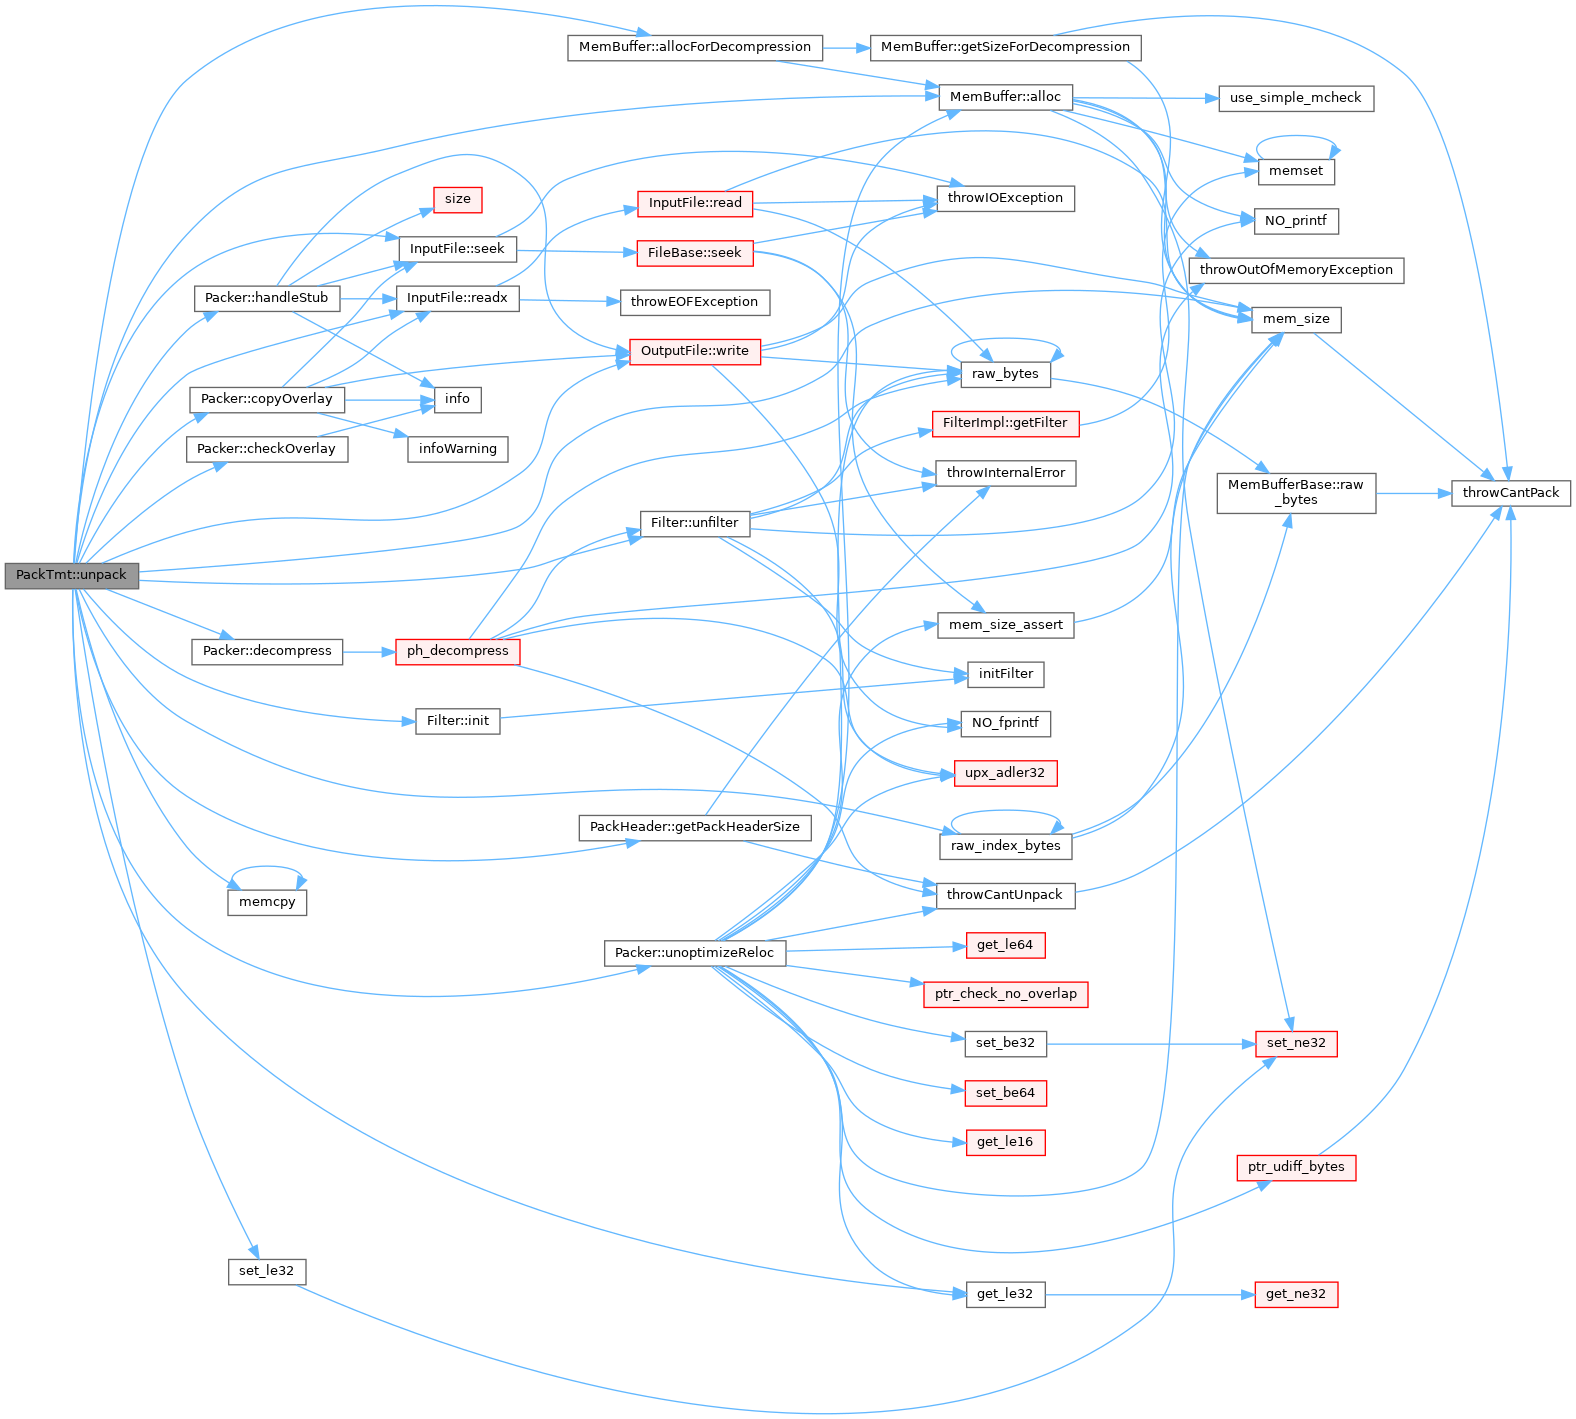 MemBuffer::allocForDecompression
MemBuffer::getSizeForDecompression
MemBuffer::alloc
use_simple_mcheck
memset
size
InputFile::read
throwIOException
NO_printf
InputFile::seek
FileBase::seek
throwOutOfMemoryException
Packer::handleStub
InputFile::readx
throwEOFException
mem_size
OutputFile::write
raw_bytes
Packer::copyOverlay
info
FilterImpl::getFilter
Packer::checkOverlay
infoWarning
throwInternalError
MemBufferBase::raw
_bytes
throwCantPack
Filter::unfilter
PackTmt::unpack
mem_size_assert
Packer::decompress
ph_decompress
initFilter
Filter::init
NO_fprintf
upx_adler32
PackHeader::getPackHeaderSize
raw_index_bytes
memcpy
throwCantUnpack
Packer::unoptimizeReloc
get_le64
ptr_check_no_overlap
set_be32
set_ne32
set_be64
get_le16
ptr_udiff_bytes
set_le32
get_le32
get_ne32